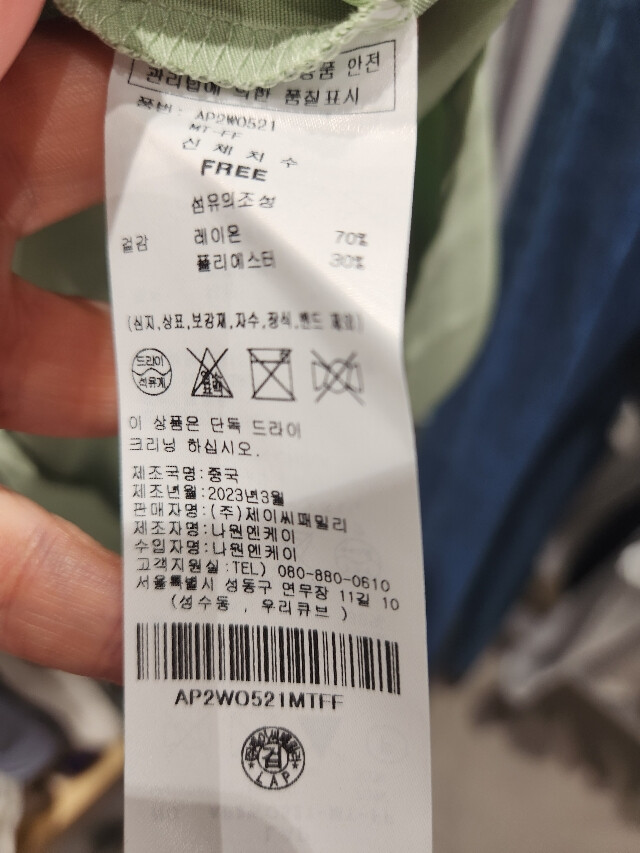 용품 안전
관리법에 의한 품질표시
품번: AP2WO521
MT-FF
신 체 치 수
FREE
섬유의조성
겉감 레이온 70%
폴리에스터 30%
(심지,상표,보강재,자수,장식,밴드 제외)
드라이
석유계
이 상품은 단독 드라이
크리닝 하십시오.
제조국명:중국
제조년월:2023년3월
판매자명:(주)제이씨패밀리
제조자명:나원엔케이
수입자명:나원엔케이
고객지원실:TEL) 080-880-0610
서울특별시 성동구 연무장 11길 10
(성수동 , 우리큐브 )
AP2WO521MTFF
검
LAP